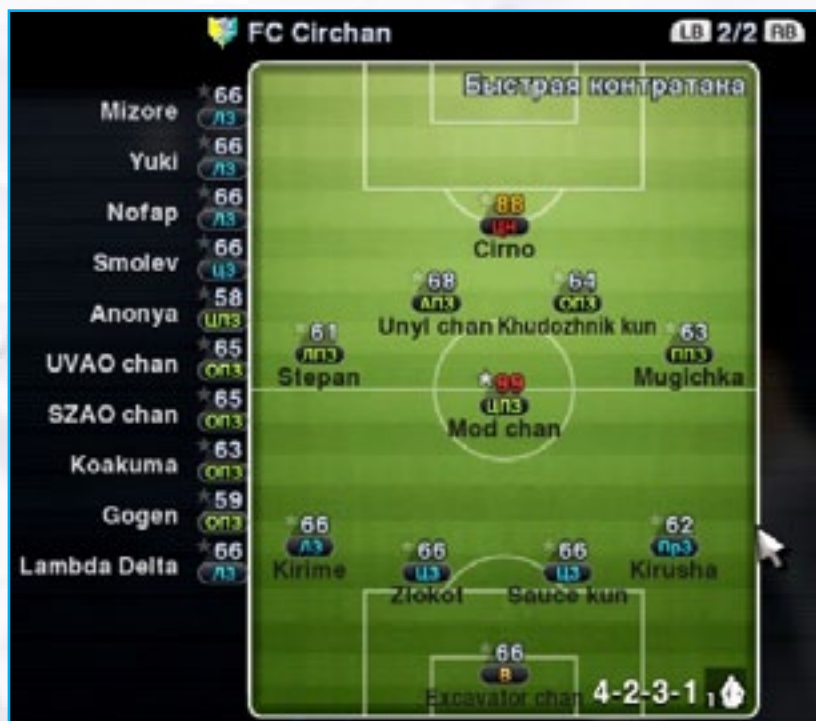 FC Circhan
LB 2/2 RB
Быстрая контратака
Mizore 66 ЛЗ
Yuki 66 ЛЗ
Nofap 66 ЛЗ
Smolev 66 ЦЗ
Anonya 58 ЦПЗ
UVAO chan 65 ОПЗ
SZAO chan 65 ОПЗ
Koakuma 63 ОПЗ
Gogen 59 ОПЗ
Lambda Delta 66 ЛЗ
88
ЦН
Cirno
68 64
АПЗ ОПЗ
Unyl chan Khudozhnik kun
61 63
ЛПЗ ППЗ
Stepan Mugichka
99
ЦПЗ
Mod chan
66 62
ЛЗ ПрЗ
Kirime Kirusha
66 66
ЦЗ ЦЗ
Zlokot Sauce kun
66
В
Excavator chan
4-2-3-1 1